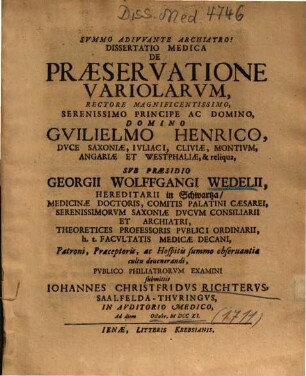 Diss. Med 4746
SVMMO ADIVVANTE ARCHIATRO!
DISSERTATIO MEDICA
DE
PRÆSERVATIONE
VARIOLARVM,
RECTORE MAGNIFICENTISSIMO,
SERENISSIMO PRINCIPE AC DOMINO,
DOMINO
GVILIELMO HENRICO,
DVCE SAXONIÆ, IVLIACI, CLIVIÆ, MONTIVM,
ANGARIÆ ET WESTPHALIÆ, & reliqua,
SVB PRÆSIDIO
GEORGII WOLFFGANGI WEDELII,
HEREDITARII in Schwartza/
MEDICINÆ DOCTORIS, COMITIS PALATINI CÆSAREI,
SERENISSIMORVM SAXONIÆ DVCVM CONSILIARII
ET ARCHIATRI,
THEORETICES PROFESSORIS PVBLICI ORDINARII,
h. t. FACVLTATIS MEDICÆ DECANI,
Patroni, Præceptoris, ac Hospitis summa observantiæ
cultu devenerandi,
PVBLICO PHILIATRORVM EXAMINI
submittit
IOHANNES CHRISTFRIDVS RICHTERVS,
SAALFELDA-THVRINGVS,
IN AVDITORIO MEDICO,
Ad diem Octobr. M DCC XI.
(1711)
IENÆ, LITTERIS KREBSIANIS.